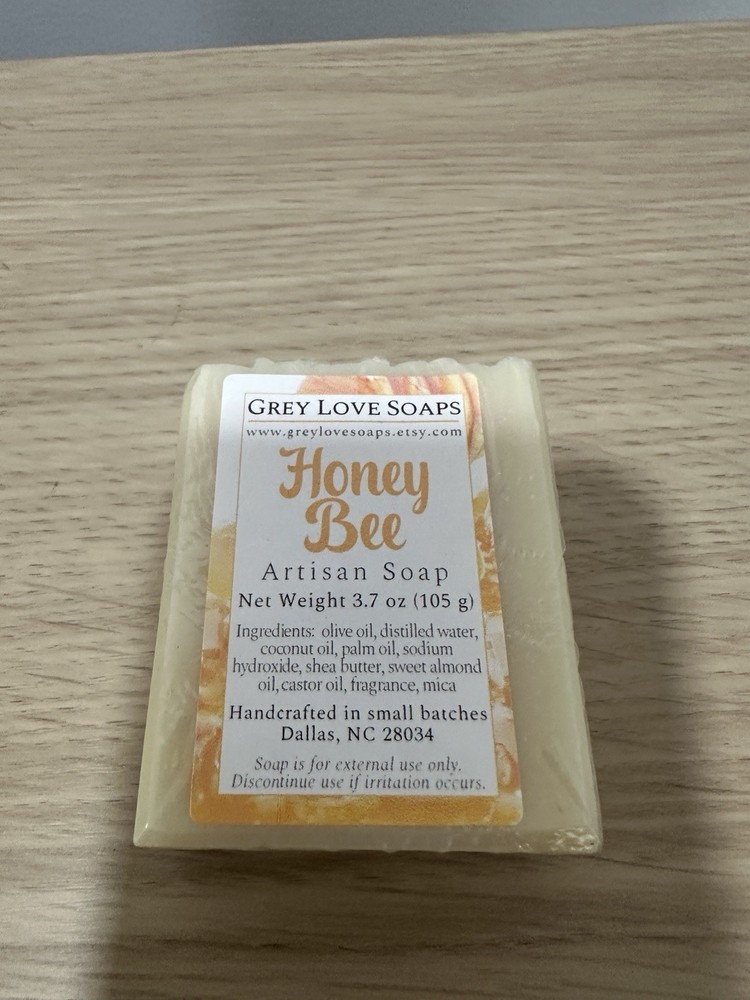 GREY LOVE SOAPS
www.greylovesoaps.etsy.com
Honey
Bee
Artisan Soap
Net Weight 3.7 oz (105 g)
Ingredients: olive oil, distilled water,
coconut oil, palm oil, sodium
hydroxide, shea butter, sweet almond
oil, castor oil, fragrance, mica
Handcrafted in small batches
Dallas, NC 28034
Soap is for external use only.
Discontinue use if irritation occurs.